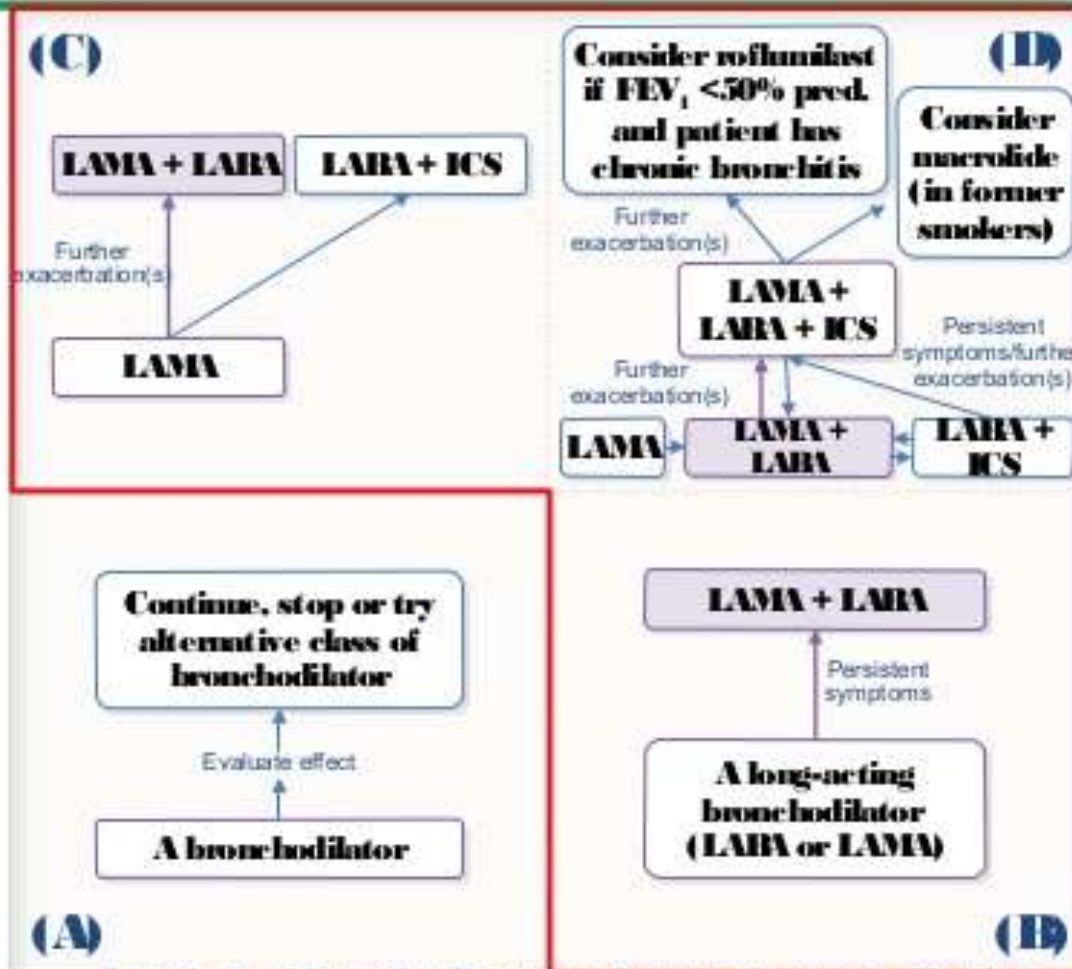 (C)
LAMA + LABA
LABA + ICS
Further
exacerbation(s)
LAMA
(D)
Consider roflumilast
if FEV₁ <50% pred.
and patient has
chronic bronchitis
Consider
macrolide
(in former
smokers)
Further
exacerbation(s)
LAMA +
LABA + ICS
Persistent
symptoms/further
exacerbation(s)
Further
exacerbation(s)
LAMA
LAMA +
LABA
LABA +
ICS
Continue, stop or try
alternative class of
bronchodilator
Evaluate effect
A bronchodilator
(A)
LAMA + LABA
Persistent
symptoms
A long-acting
bronchodilator
(LABA or LAMA)
(B)